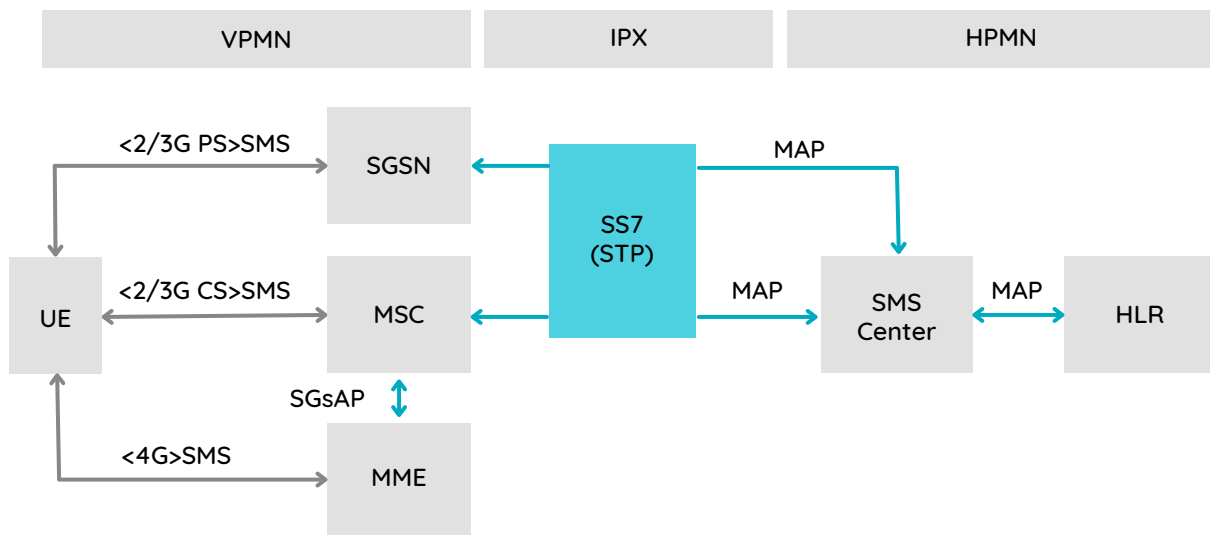 VPMN
IPX
HPMN
<2/3G PS>SMS
SGSN
MAP
SS7
(STP)
<2/3G CS>SMS
MAP
MAP
UE
MSC
SMS
Center
HLR
SGsAP
<4G>SMS
MME